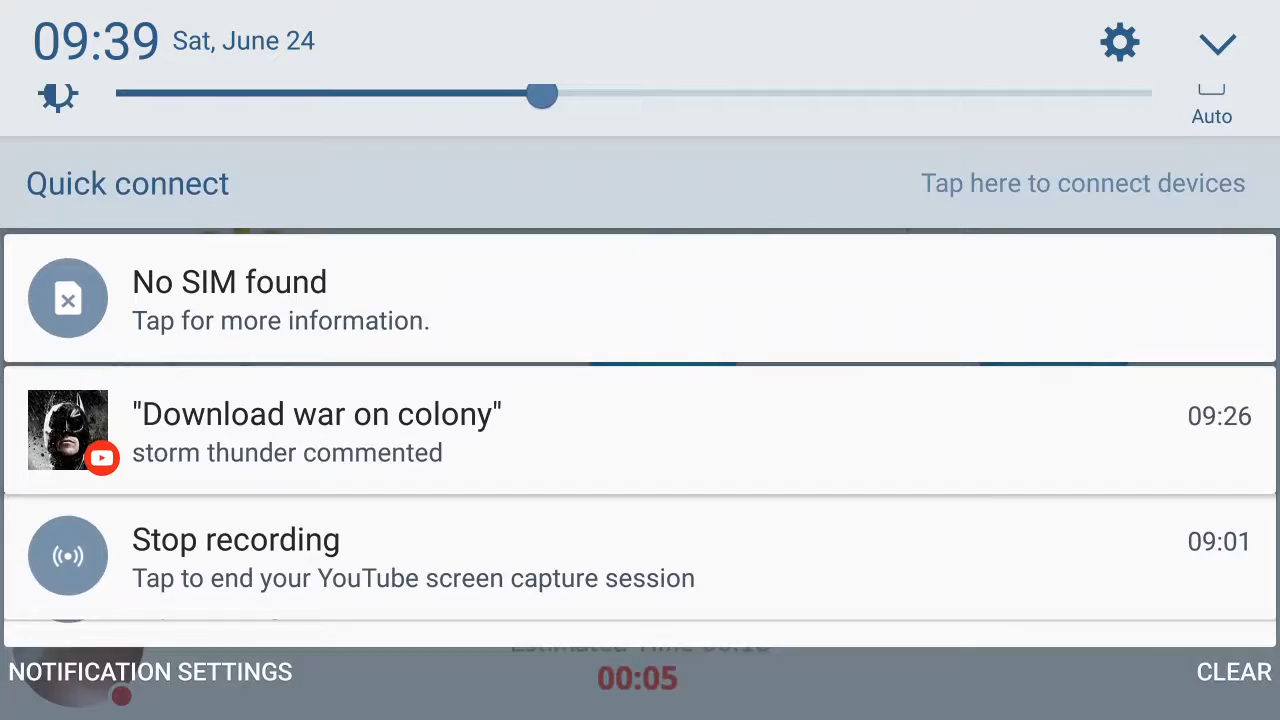 09:39 Sat, June 24
Auto
Quick connect
Tap here to connect devices
No SIM found
Tap for more information.
"Download war on colony"
09:26
storm thunder commented
Stop recording
09:01
Tap to end your YouTube screen capture session
NOTIFICATION SETTINGS
00:05
CLEAR